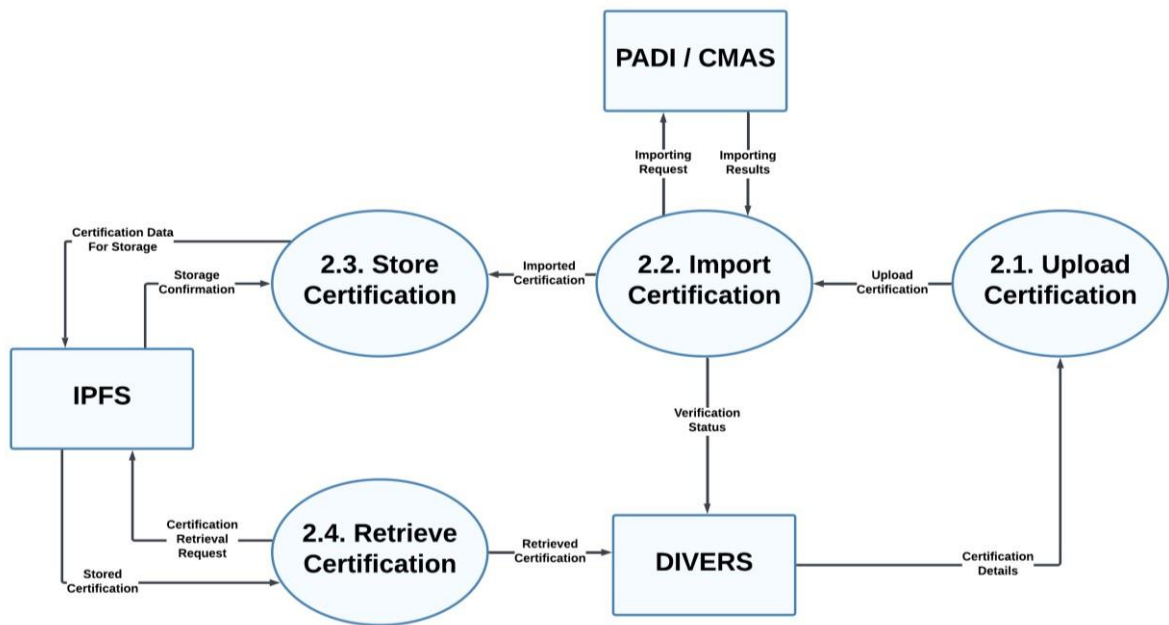 PADI / CMAS
Importing
Request
Importing
Results
Certification Data
For Storage
Storage
Confirmation
2.3. Store
Certification
Imported
Certification
2.2. Import
Certification
Upload
Certification
2.1. Upload
Certification
IPFS
Verification
Status
Certification
Retrieval
Request
Stored
Certification
2.4. Retrieve
Certification
Retrieved
Certification
DIVERS
Certification
Details